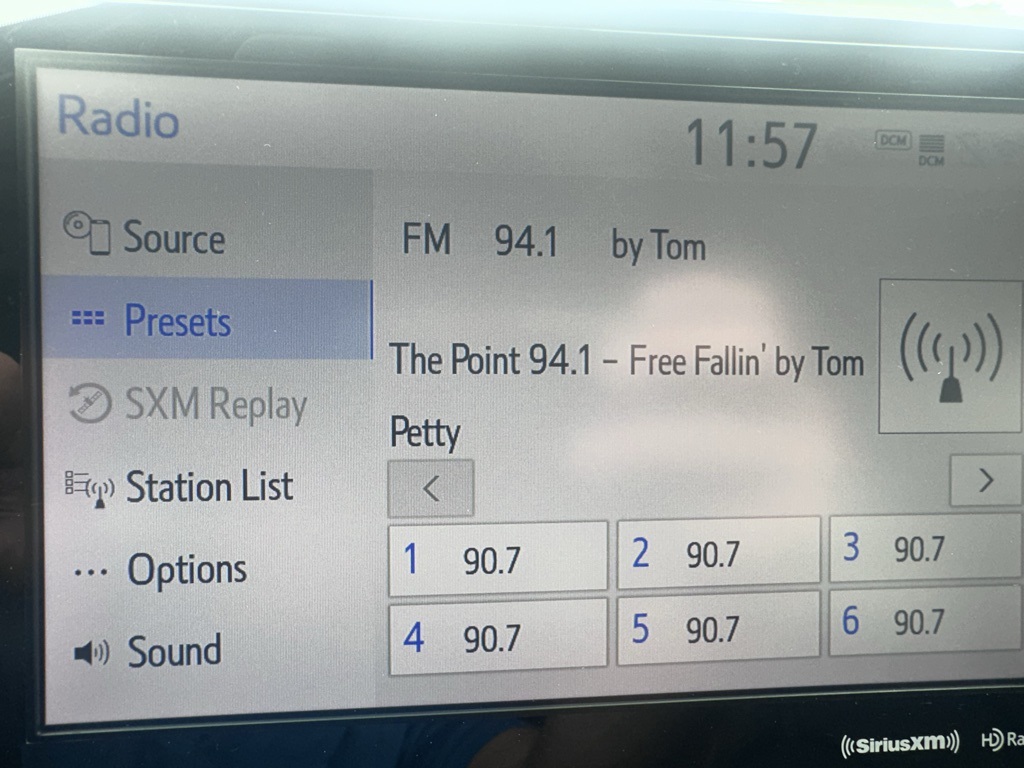 Radio
11:57
DCM
DCM
Source
FM 94.1 by Tom
Presets
The Point 94.1 – Free Fallin' by Tom
Petty
SXM Replay
Station List
< >
1 90.7
2 90.7
3 90.7
Options
4 90.7
5 90.7
6 90.7
Sound
SiriusXM
HD Ra